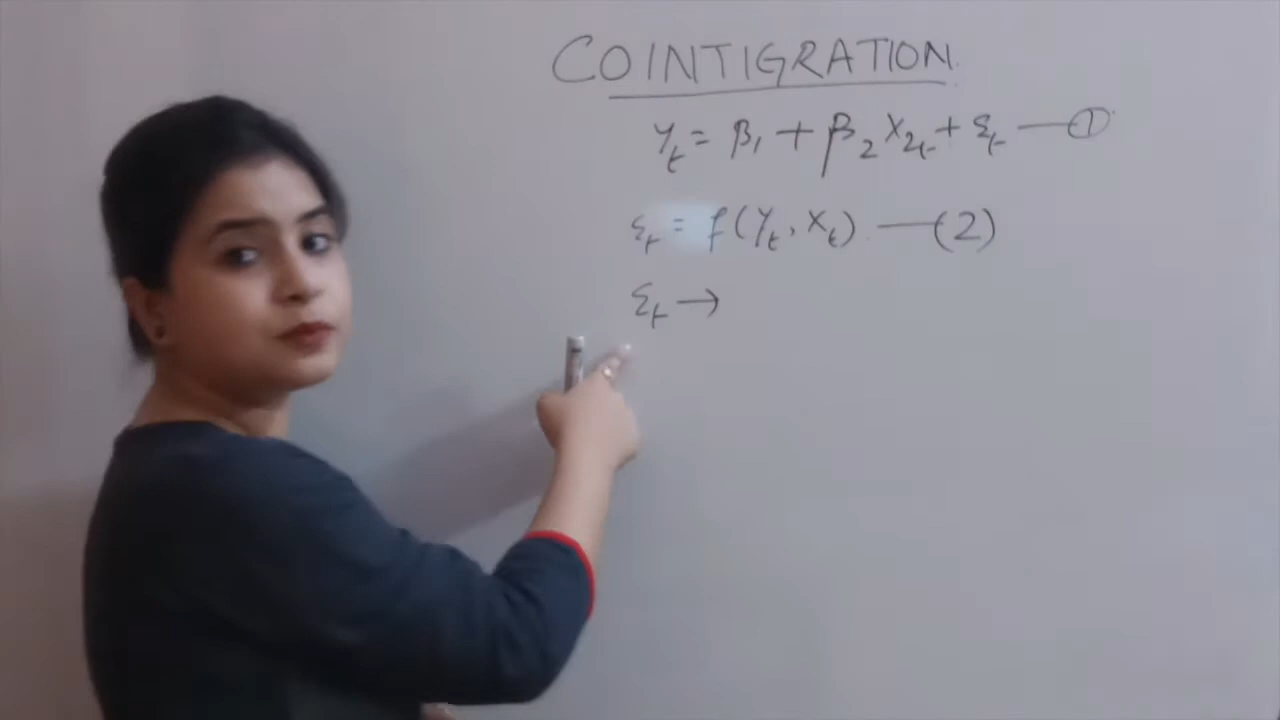 COINTIGRATION
Yt = β1 + β2 X2t + εt —①
εt = f(Yt, Xt) —(2)
εt →